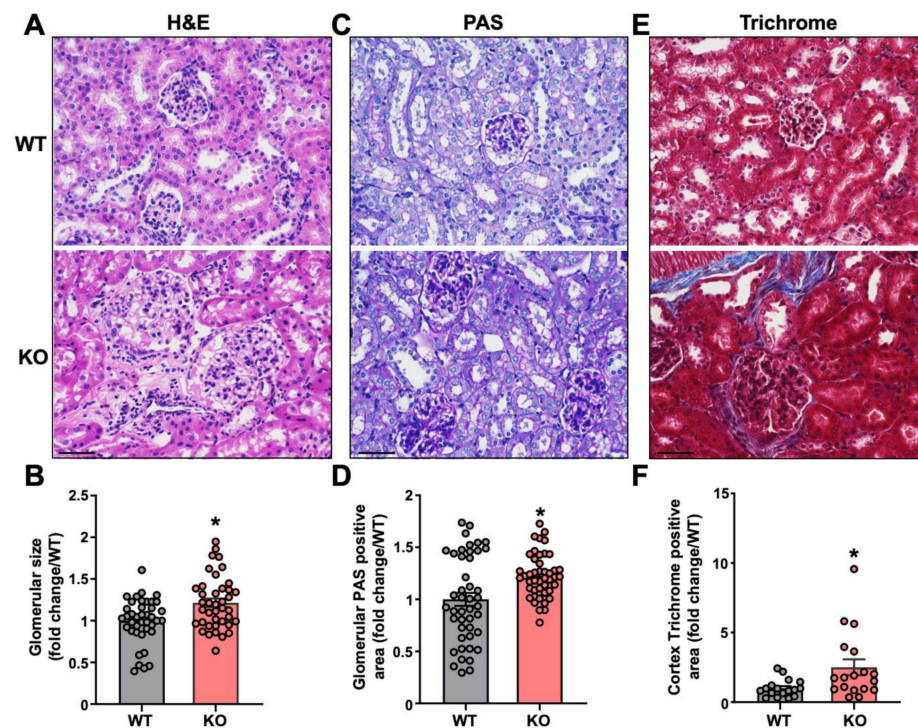 A H&E C PAS E Trichrome
WT
KO
B D F
Glomerular size
(fold change/WT)
2.5
2
1.5
1
0.5
0
*
WT KO
Glomerular PAS positive
area (fold change/WT)
2
1.5
1
0.5
0
*
WT KO
Cortex Trichrome positive
area (fold change/WT)
15
10
5
0
*
WT KO